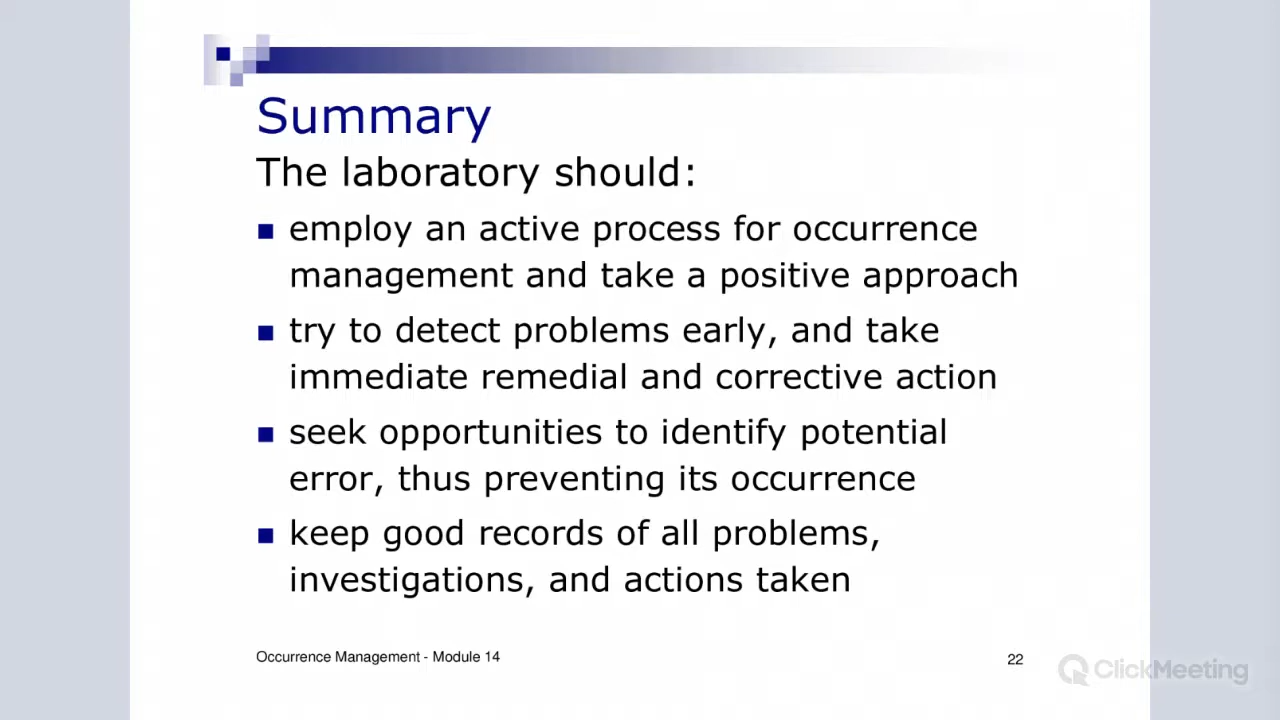 Summary
The laboratory should:
employ an active process for occurrence
management and take a positive approach
try to detect problems early, and take
immediate remedial and corrective action
seek opportunities to identify potential
error, thus preventing its occurrence
keep good records of all problems,
investigations, and actions taken
Occurrence Management - Module 14
22
ClickMeeting